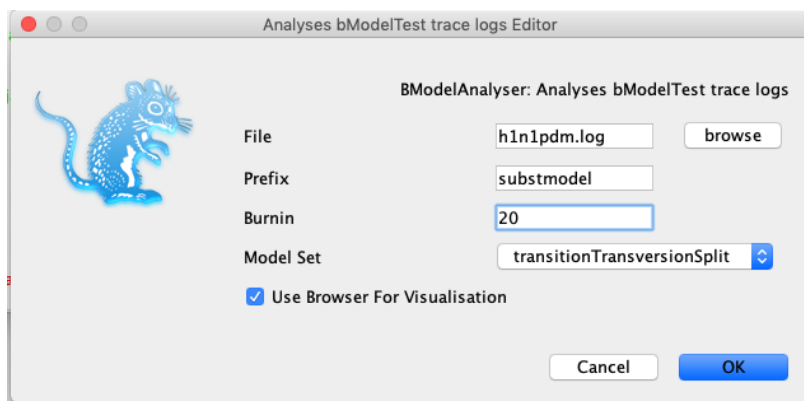 Analyses bModelTest trace logs Editor
BModelAnalyser: Analyses bModelTest trace logs
File h1n1pdm.log browse
Prefix substmodel
Burnin 20
Model Set transitionTransversionSplit
Use Browser For Visualisation
Cancel OK